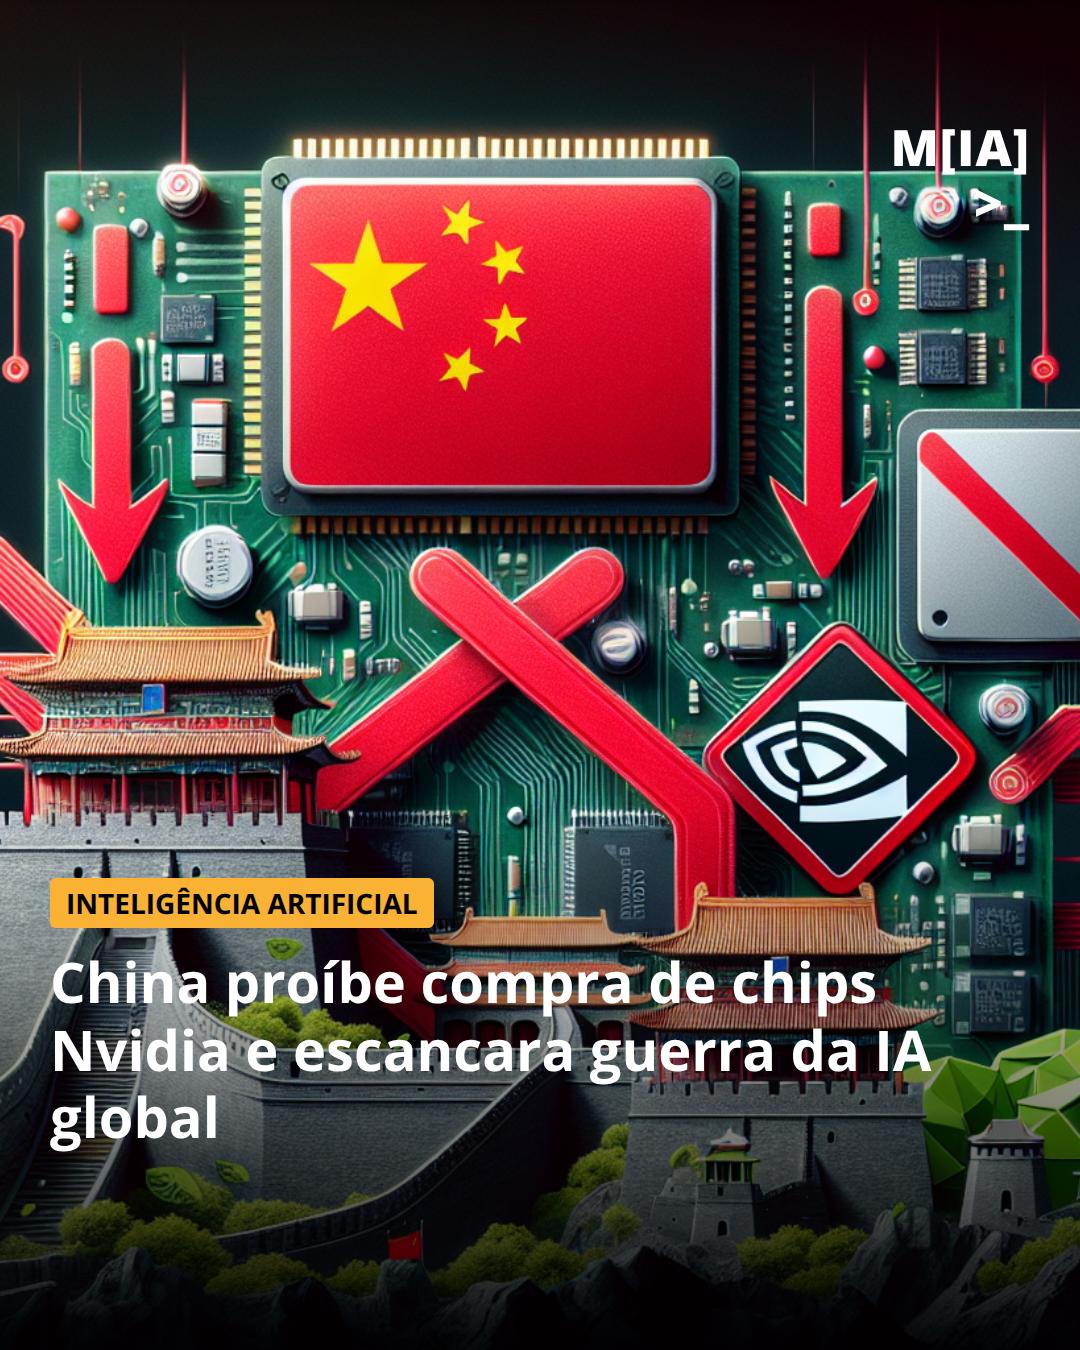 M[IA]
>_
INTELIGÊNCIA ARTIFICIAL
China proíbe compra de chips
Nvidia e escancara guerra da IA
global